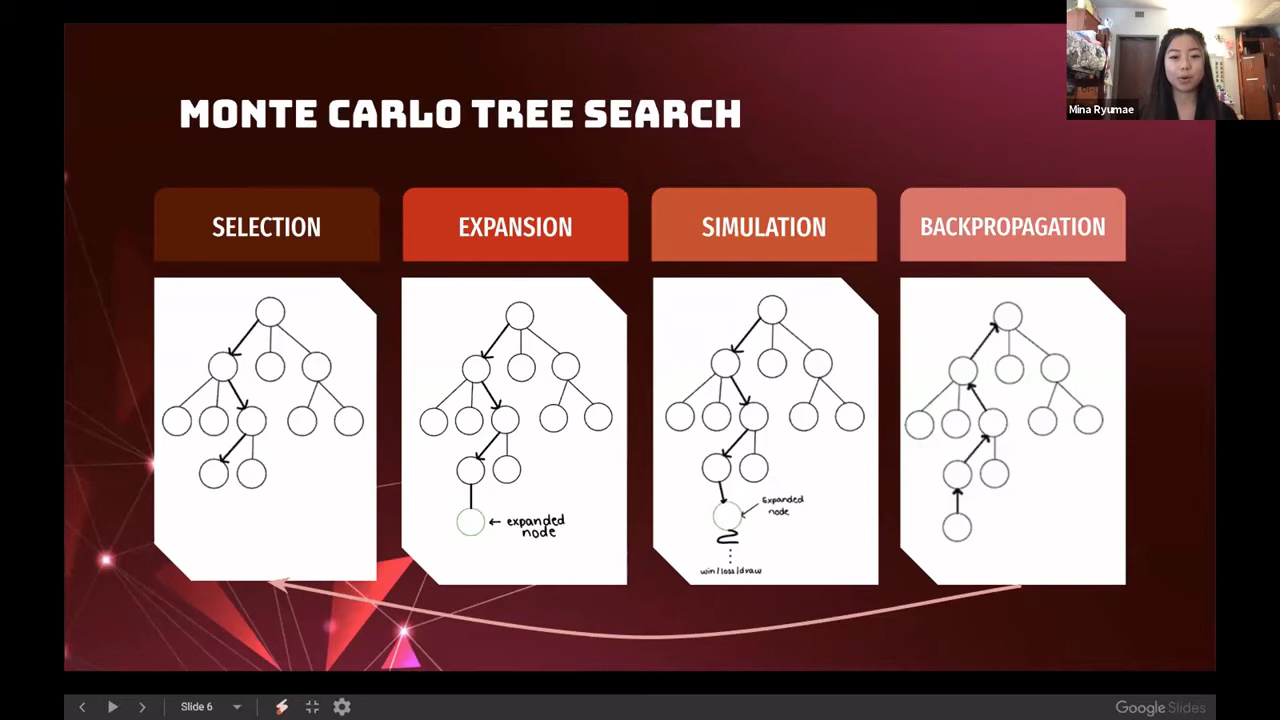 MONTE CARLO TREE SEARCH
Mina Ryumae
SELECTION
EXPANSION
SIMULATION
BACKPROPAGATION
← expanded
node
Expanded
node
win/loss/draw
Slide 6
Google Slides